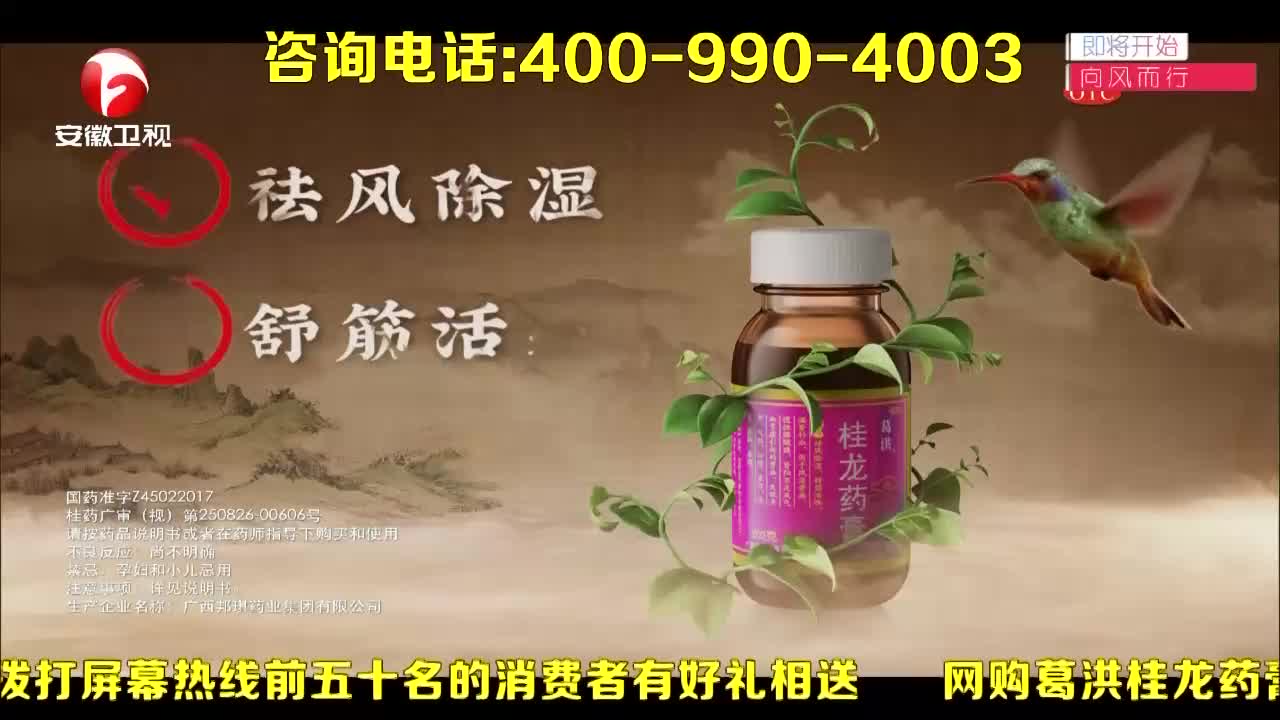 咨询电话:400-990-4003
即将开始
向风而行
OTC
安徽卫视
祛风除湿
舒筋活
葛洪
桂龙药膏
国药准字Z45022017
桂药广审（视）第250826-00606号
请按药品说明书或者在药师指导下购买和使用
不良反应：尚不明确
禁忌：孕妇和小儿忌用
注意事项：详见说明书
生产企业名称：广西邦琪药业集团有限公司
拨打屏幕热线前五十名的消费者有好礼相送 网购葛洪桂龙药膏